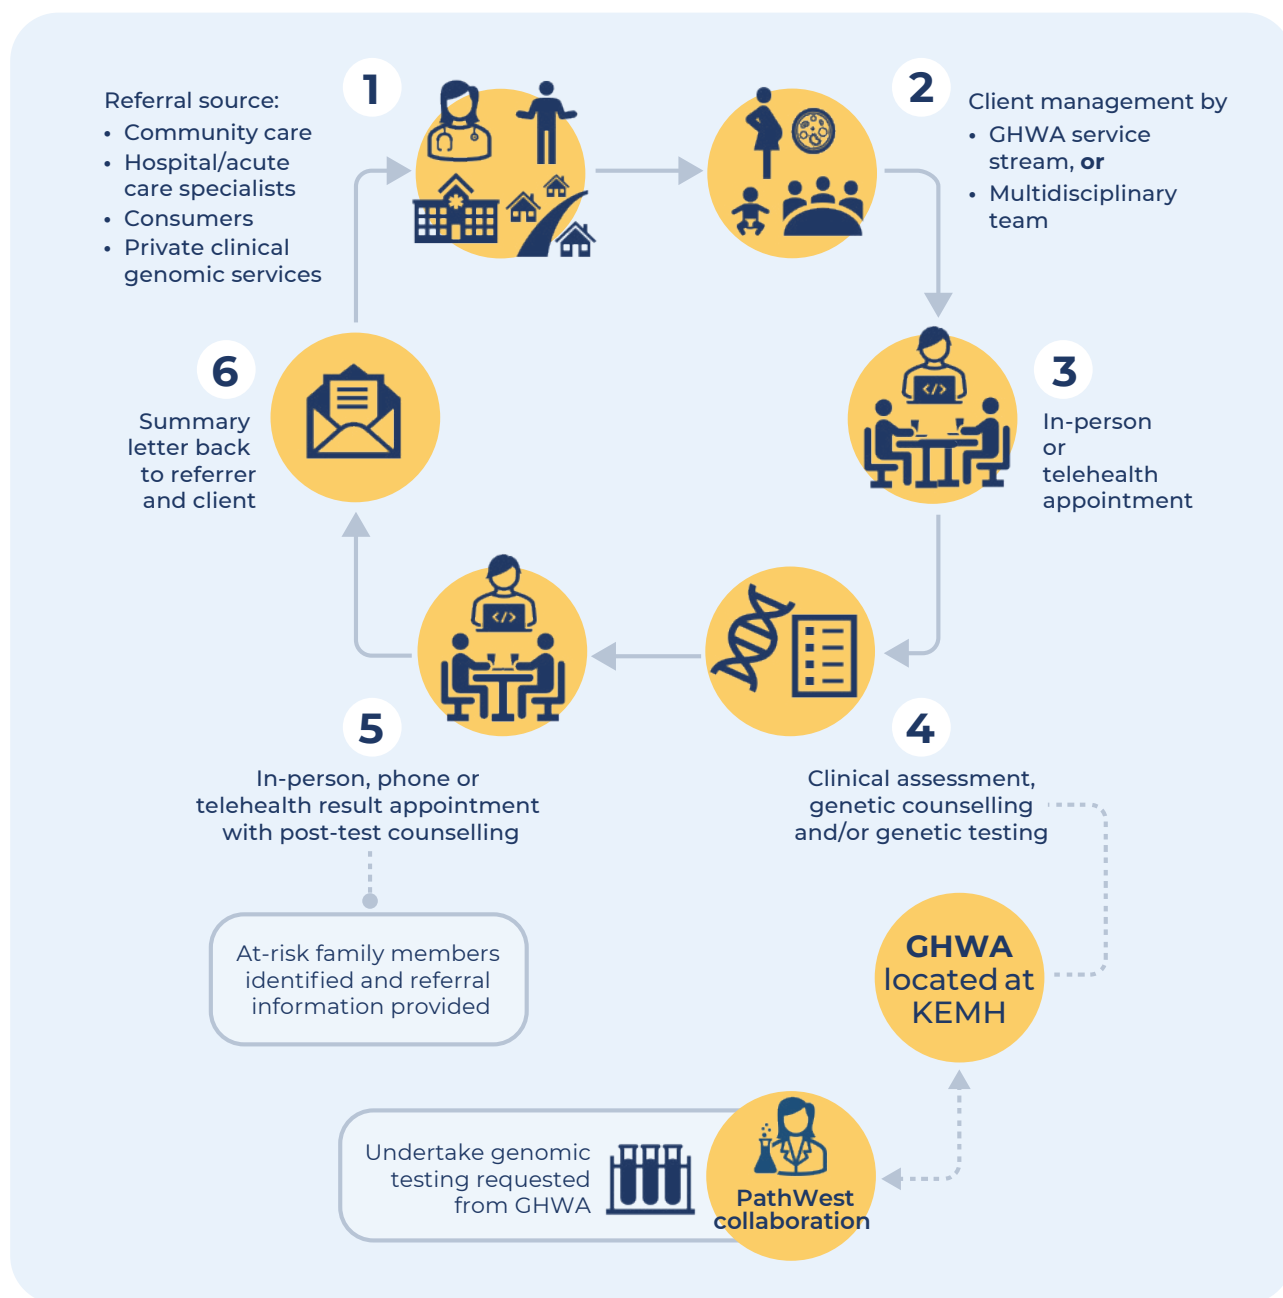 1
Referral source:
• Community care
• Hospital/acute
care specialists
• Consumers
• Private clinical
genomic services
2
Client management by
• GHWA service
stream, or
• Multidisciplinary
team
3
In-person
or
telehealth
appointment
4
Clinical assessment,
genetic counselling
and/or genetic testing
5
In-person, phone or
telehealth result appointment
with post-test counselling
6
Summary
letter back
to referrer
and client
</>
</>
At-risk family members
identified and referral
information provided
GHWA
located at
KEMH
Undertake genomic
testing requested
from GHWA
PathWest
collaboration